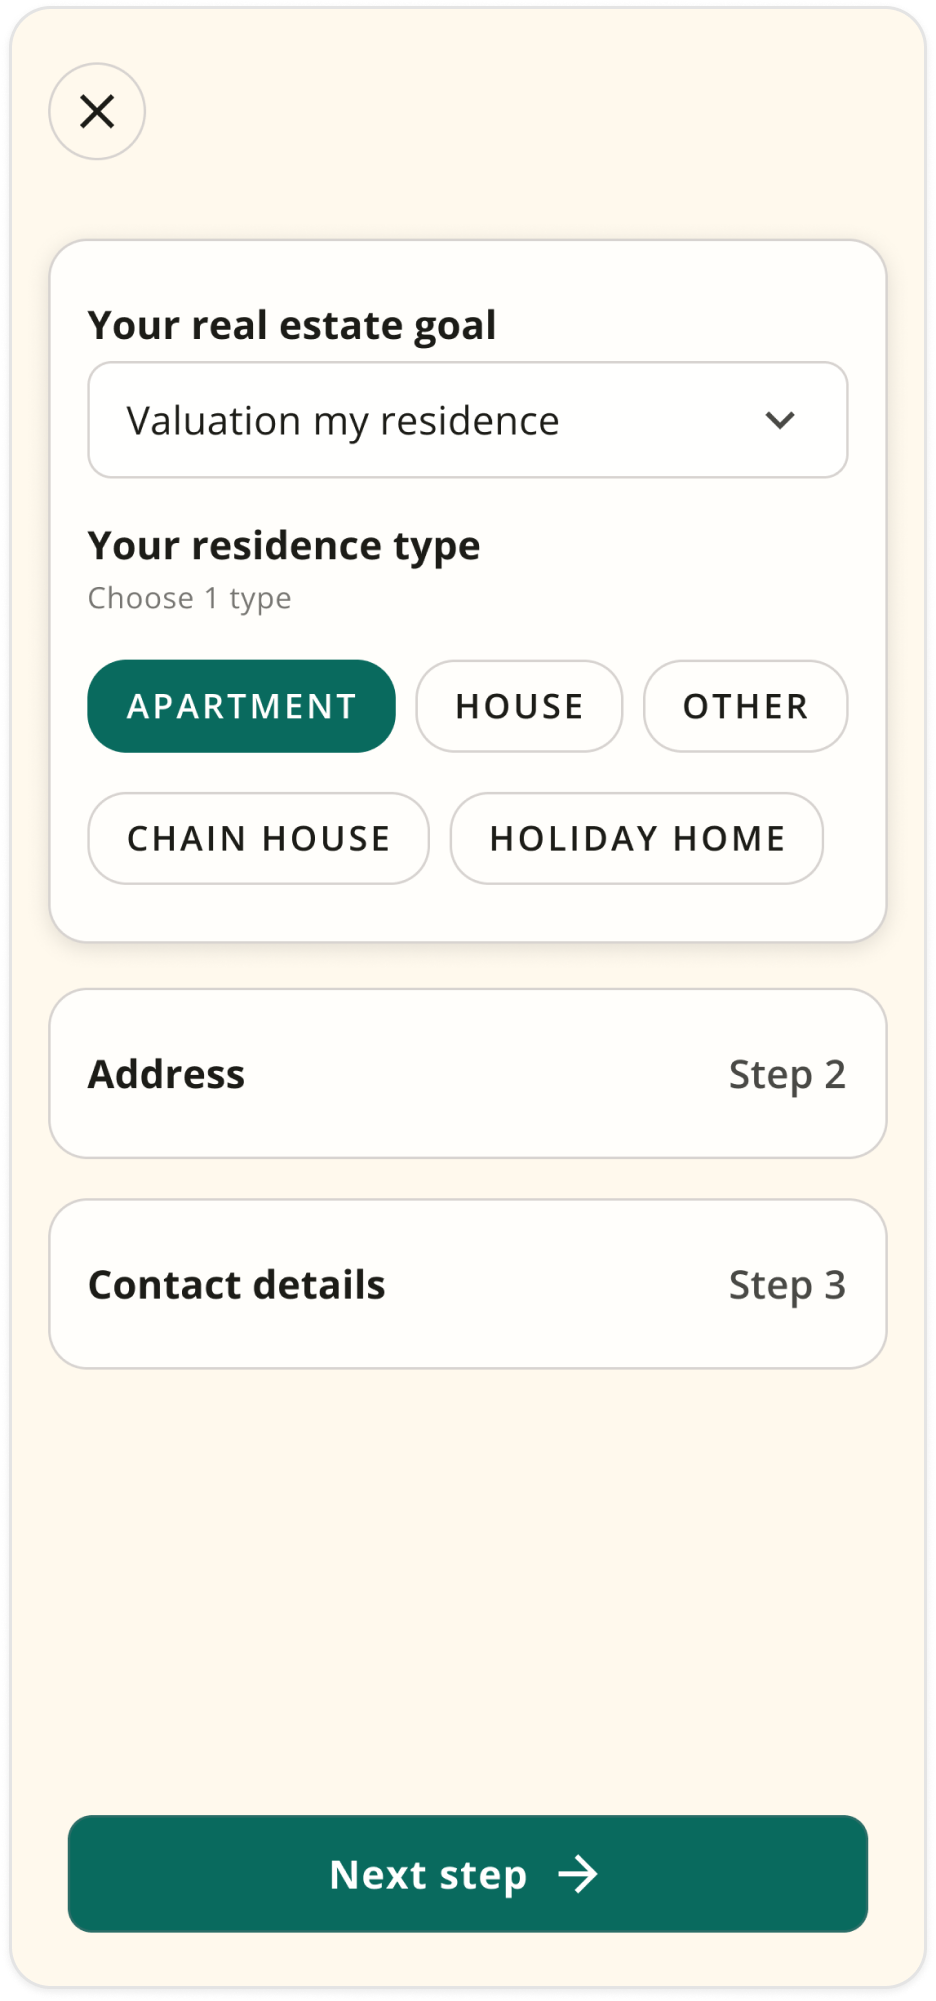 Your real estate goal
Valuation my residence
Your residence type
Choose 1 type
APARTMENT HOUSE OTHER
CHAIN HOUSE HOLIDAY HOME
Address Step 2
Contact details Step 3
Next step